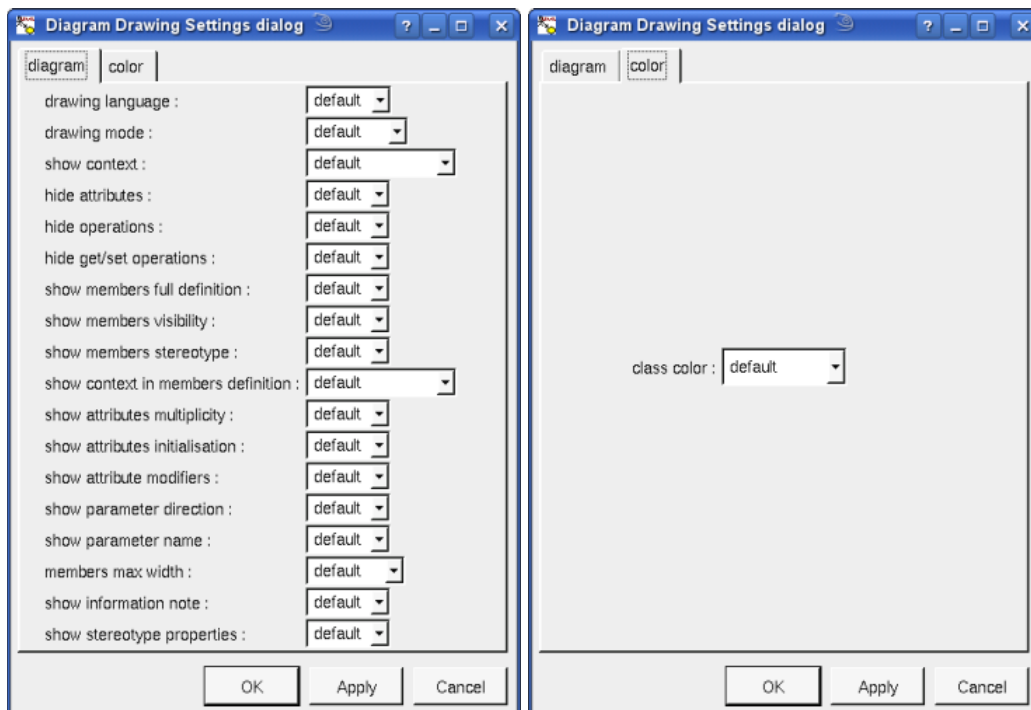 Diagram Drawing Settings dialog ?
diagram color
drawing language : default
drawing mode : default
show context : default
hide attributes : default
hide operations : default
hide get/set operations : default
show members full definition : default
show members visibility : default
show members stereotype : default
show context in members definition : default
show attributes multiplicity : default
show attributes initialisation : default
show attribute modifiers : default
show parameter direction : default
show parameter name : default
members max width : default
show information note : default
show stereotype properties : default
OK Apply Cancel
Diagram Drawing Settings dialog ?
diagram color
class color : default
OK Apply Cancel